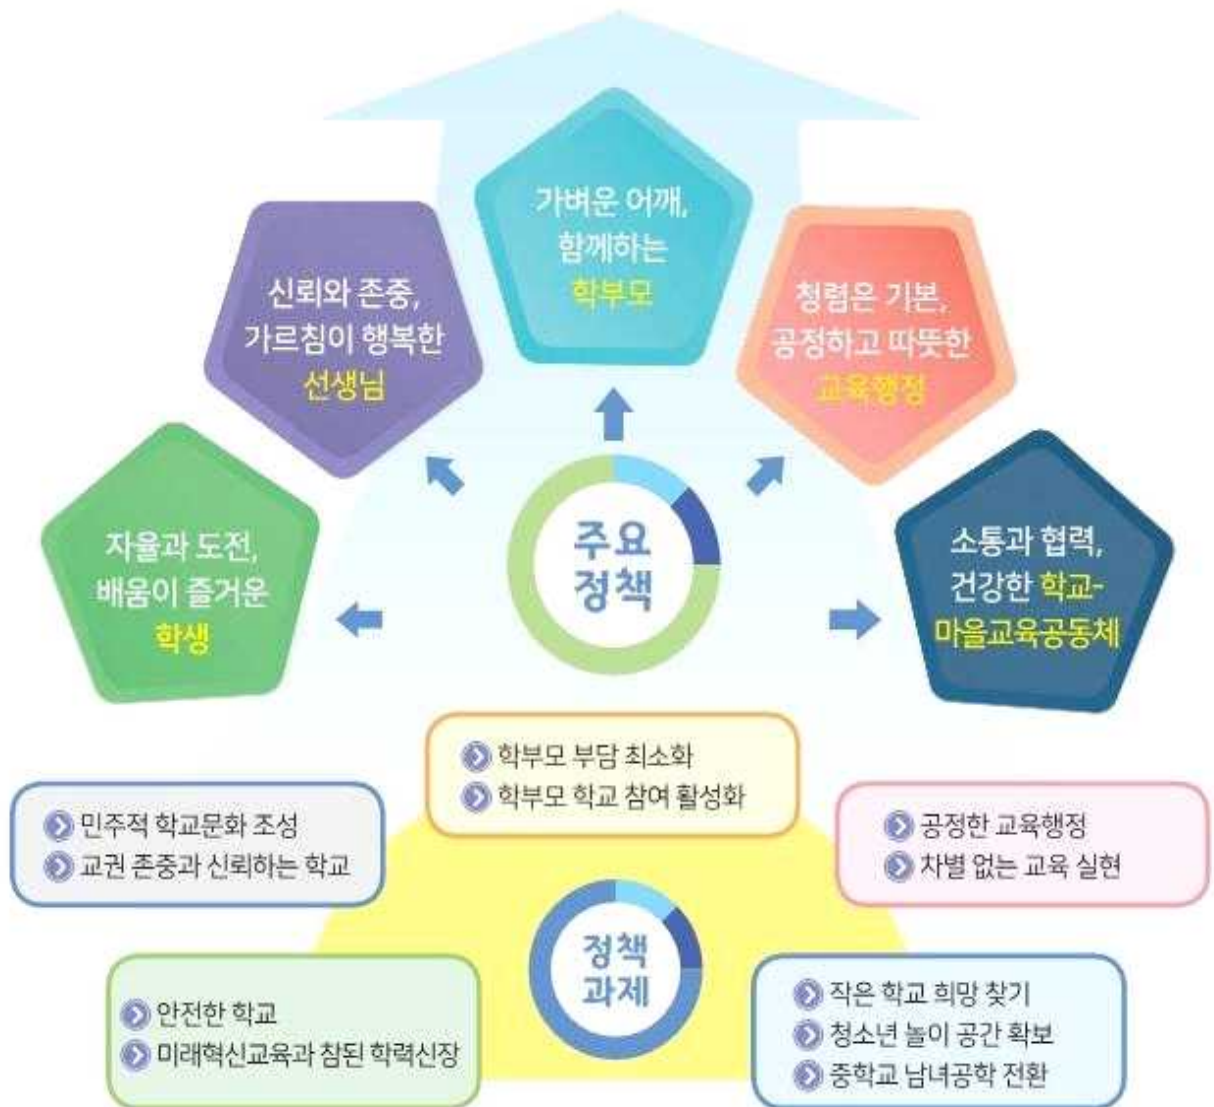 가벼운 어깨,
함께하는
학부모
신뢰와 존중,
가르침이 행복한
선생님
청렴은 기본,
공정하고 따뜻한
교육행정
자율과 도전,
배움이 즐거운
학생
주요
정책
소통과 협력,
건강한 학교-
마을교육공동체
학부모 부담 최소화
학부모 학교 참여 활성화
민주적 학교문화 조성
교권 존중과 신뢰하는 학교
공정한 교육행정
차별 없는 교육 실현
정책
과제
안전한 학교
미래혁신교육과 참된 학력신장
작은 학교 희망 찾기
청소년 놀이 공간 확보
중학교 남녀공학 전환